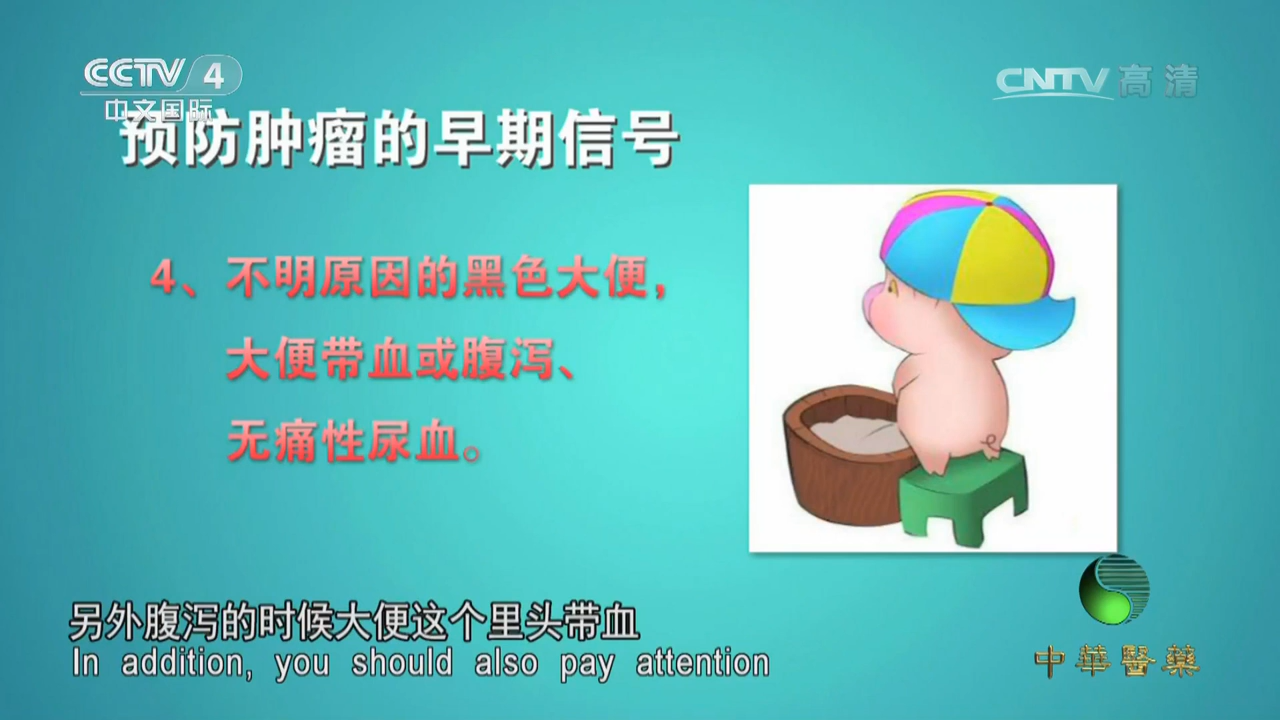 CCTV 4
中文国际
CNTV 高清
预防肿瘤的早期信号
4、不明原因的黑色大便，
大便带血或腹泻、
无痛性尿血。
另外腹泻的时候大便这个里头带血
In addition, you should also pay attention
中華醫藥